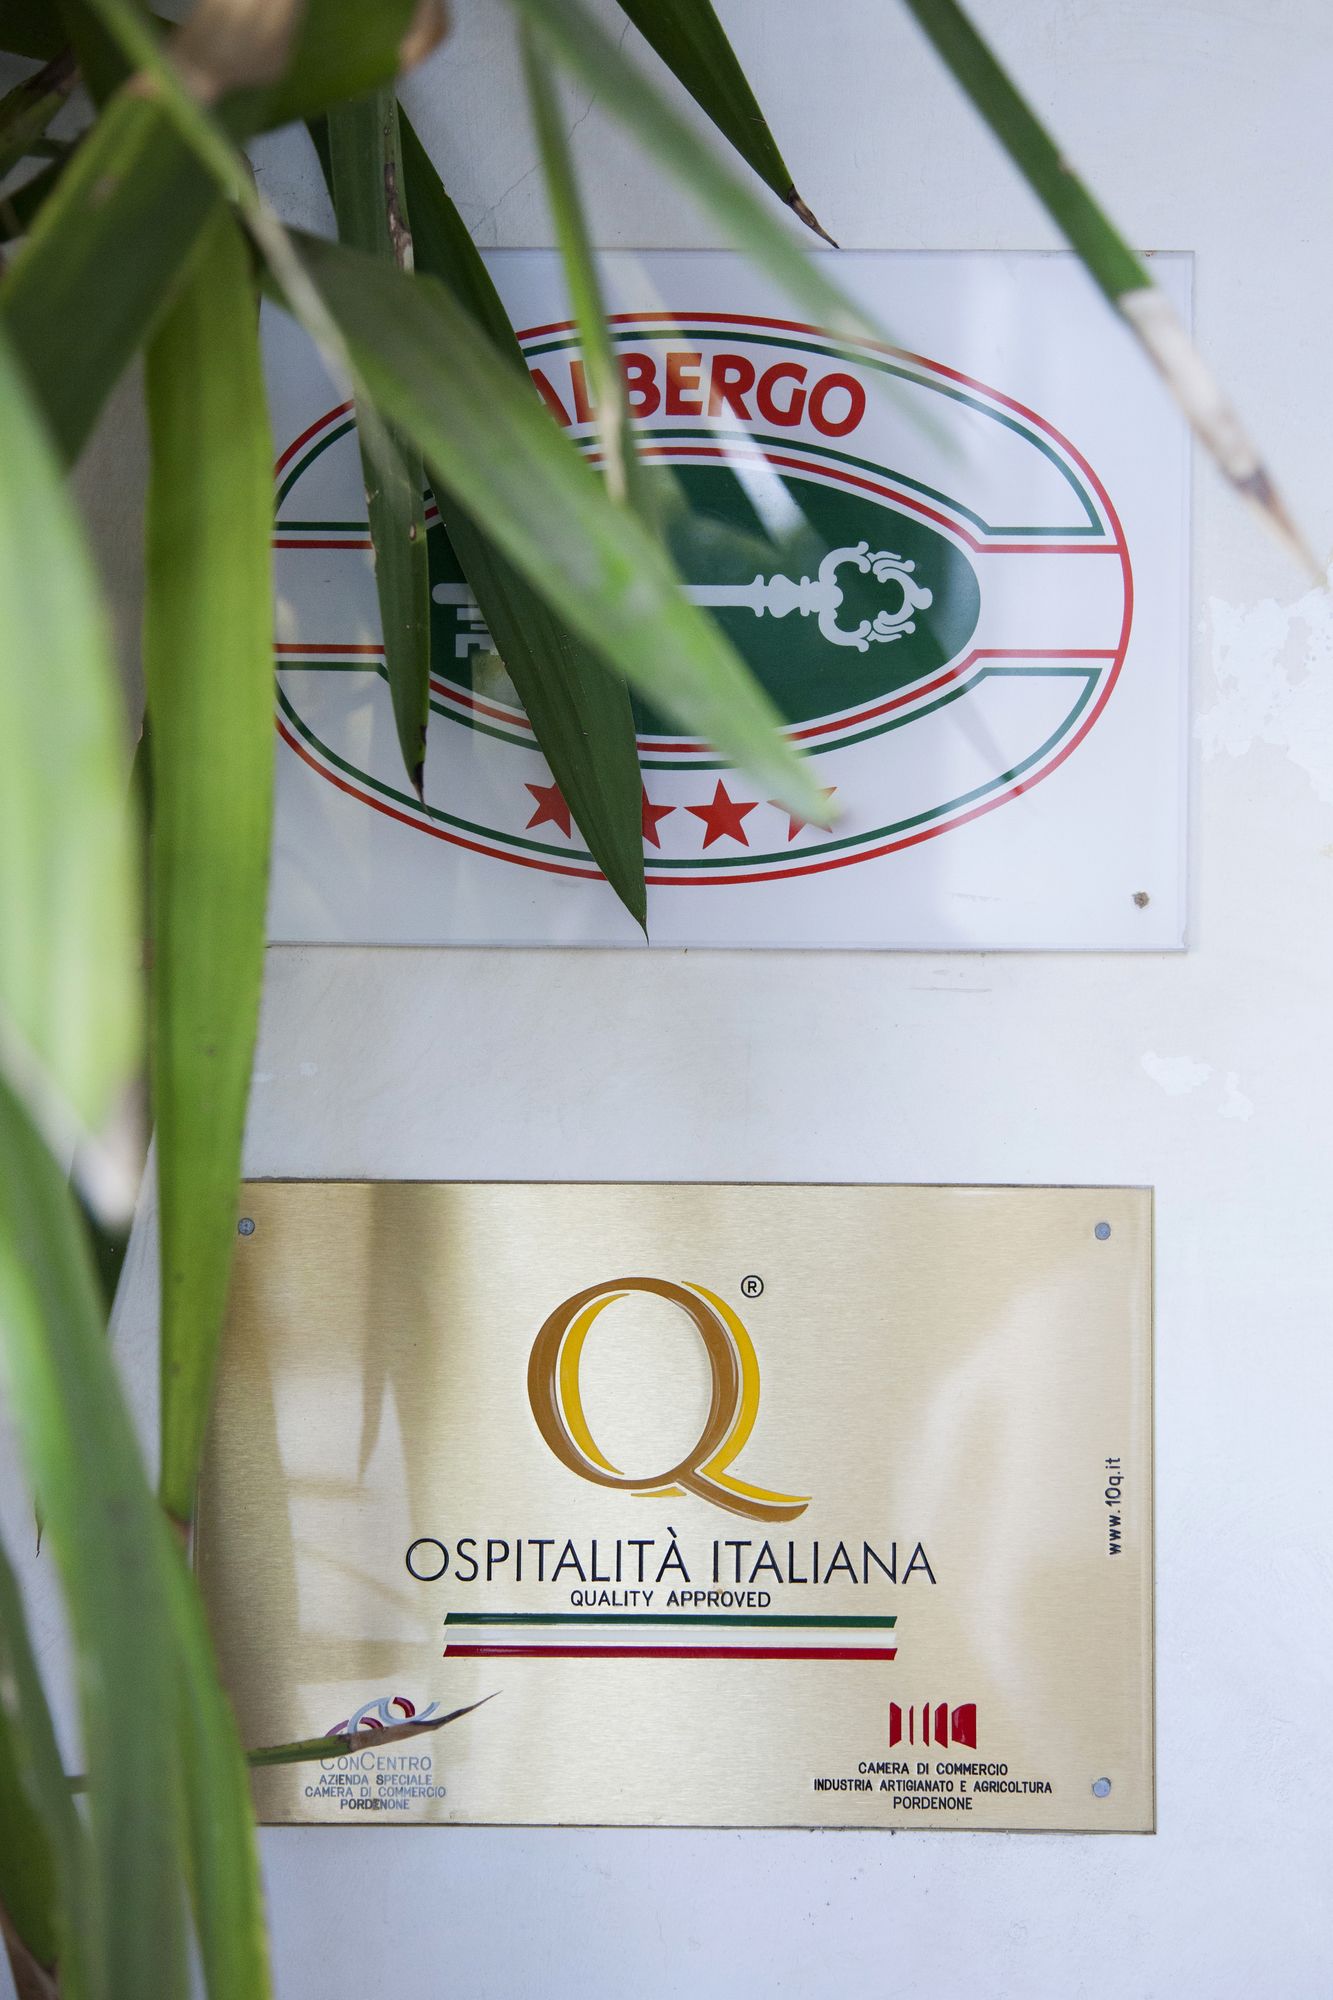 ALBERGO
Q®
OSPITALITÀ ITALIANA
QUALITY APPROVED
www.10q.it
CONCENTRO
AZIENDA SPECIALE
CAMERA DI COMMERCIO
PORDENONE
CAMERA DI COMMERCIO
INDUSTRIA ARTIGIANATO E AGRICOLTURA
PORDENONE